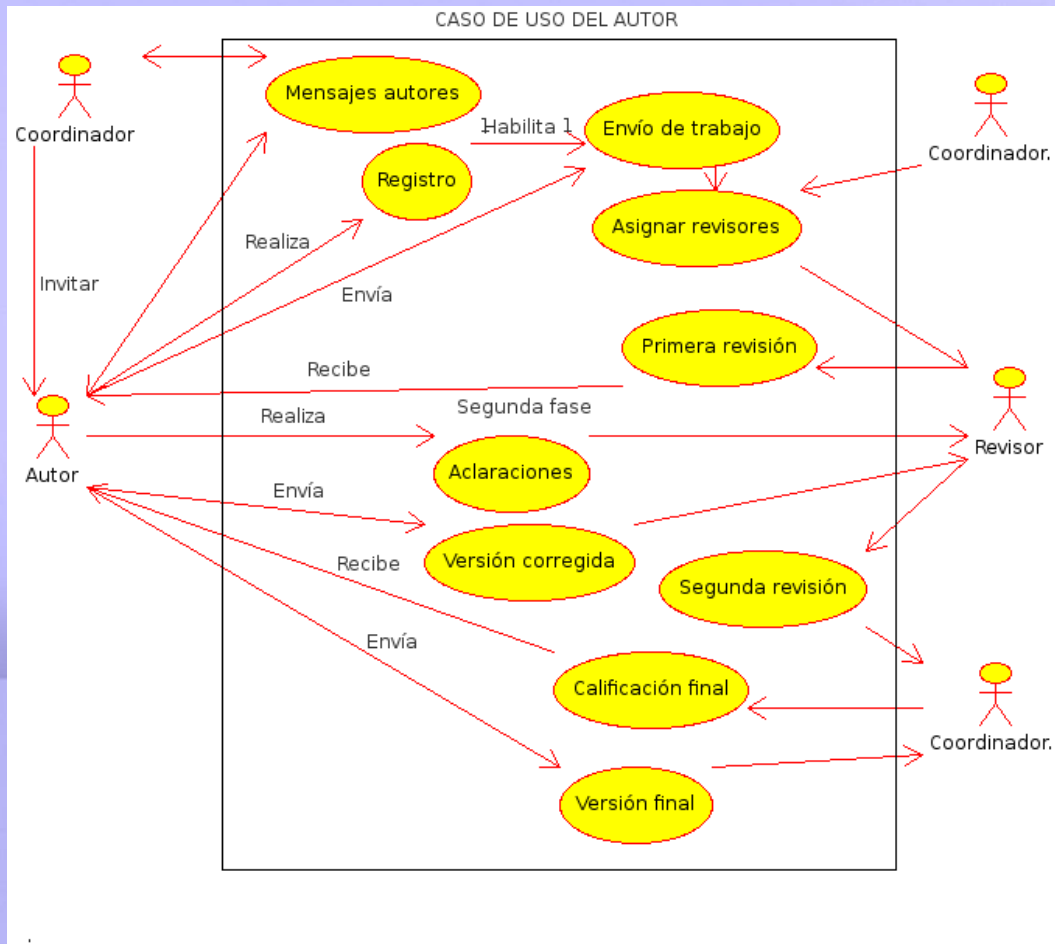 CASO DE USO DEL AUTOR
Coordinador
Mensajes autores
1Habilita 1
Envío de trabajo
Coordinador.
Registro
Asignar revisores
Realiza
Invitar
Envía
Primera revisión
Recibe
Segunda fase
Realiza
Autor
Revisor
Aclaraciones
Envía
Versión corregida
Recibe
Segunda revisión
Envía
Calificación final
Coordinador.
Versión final
.